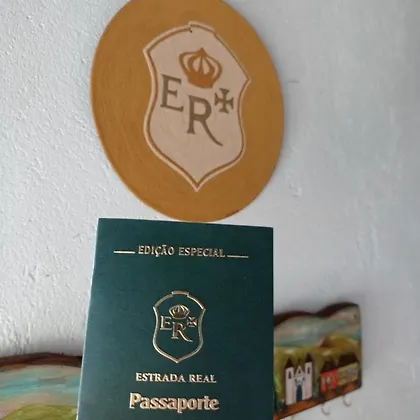 ER
EDIÇÃO ESPECIAL
ER
ESTRADA REAL
Passaporte